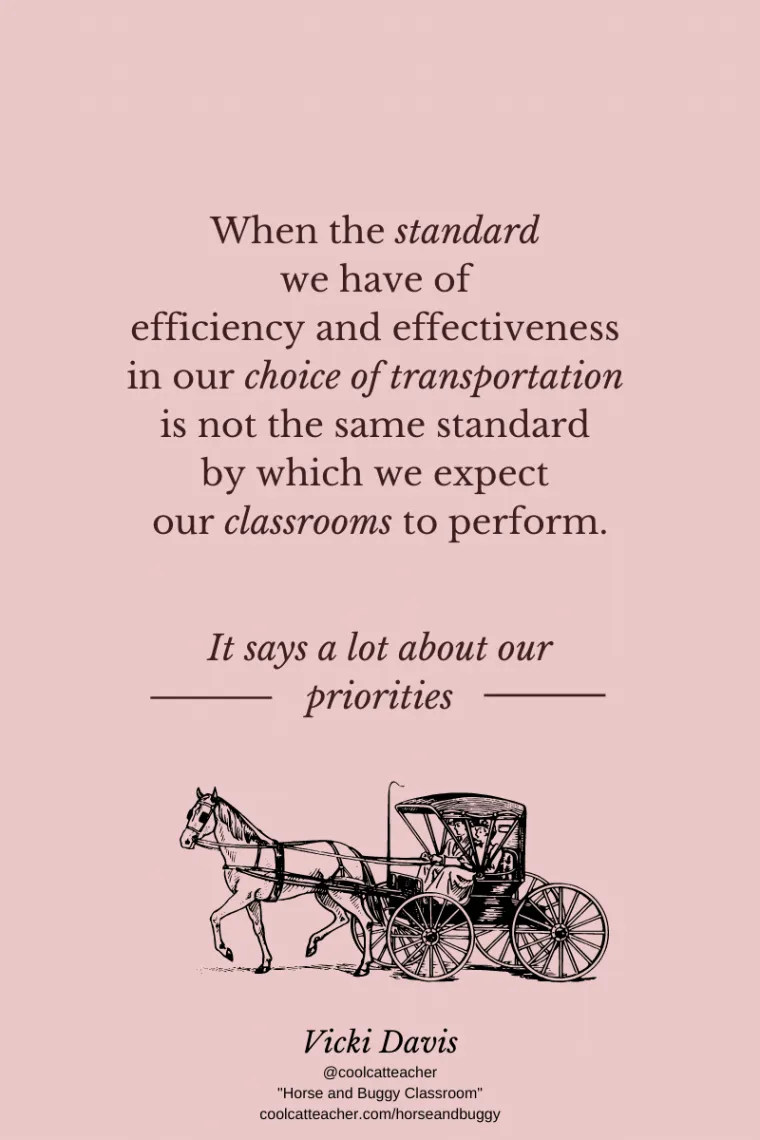 When the standard
we have of
efficiency and effectiveness
in our choice of transportation
is not the same standard
by which we expect
our classrooms to perform.
It says a lot about our
priorities
Vicki Davis
@coolcatteacher
"Horse and Buggy Classroom"
coolcatteacher.com/horseandbuggy